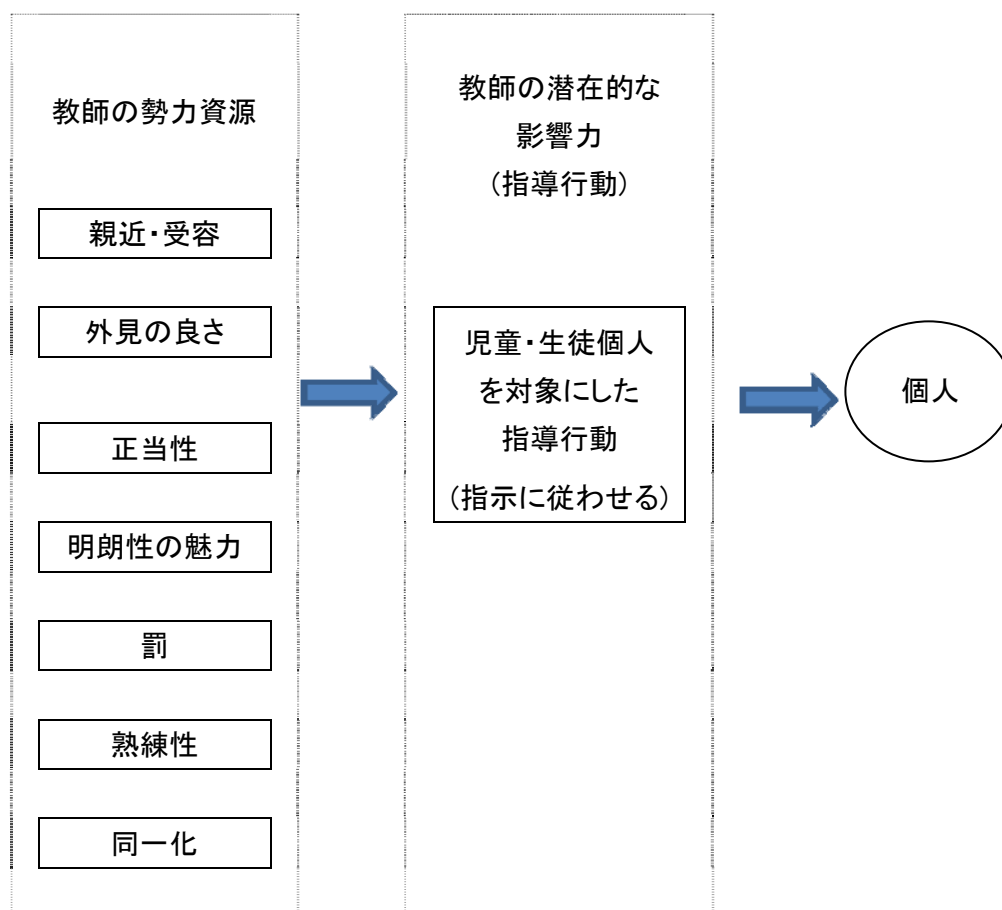 教師の勢力資源
親近・受容
外見の良さ
正当性
明朗性の魅力
罰
熟練性
同一化
教師の潜在的な
影響力
(指導行動)
児童・生徒個人
を対象にした
指導行動
(指示に従わせる)
個人